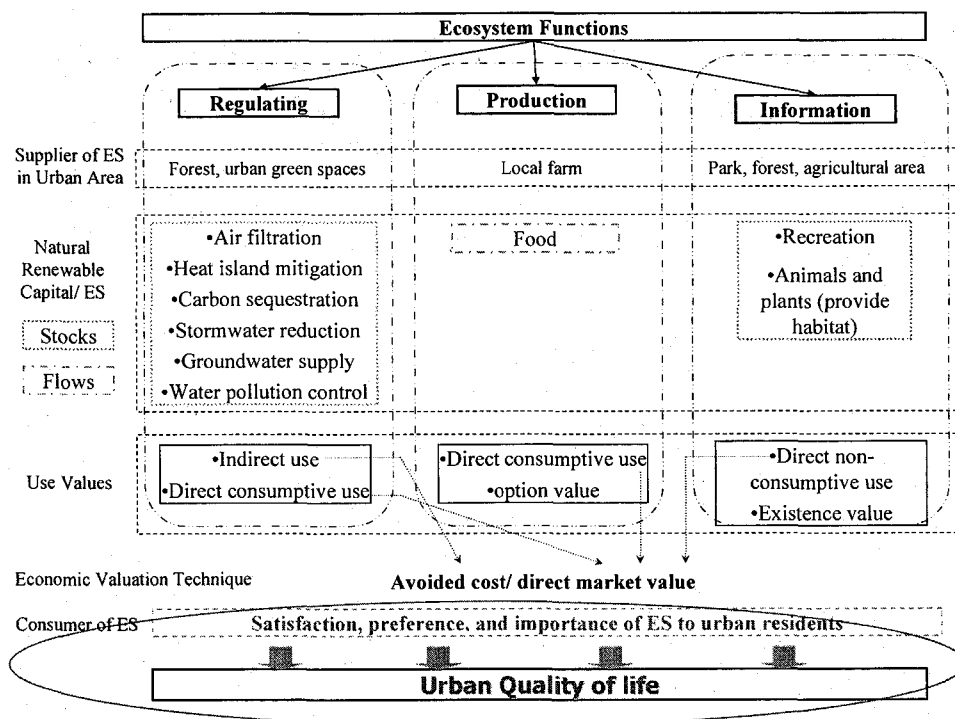 Ecosystem Functions
Regulating
Production
Information
Supplier of ES
in Urban Area
Forest, urban green spaces
Local farm
Park, forest, agricultural area
Natural
Renewable
Capital/ ES
Stocks
Flows
•Air filtration
•Heat island mitigation
•Carbon sequestration
•Stormwater reduction
•Groundwater supply
•Water pollution control
Food
•Recreation
•Animals and
plants (provide
habitat)
Use Values
•Indirect use
•Direct consumptive use
•Direct consumptive use
•option value
•Direct non-
consumptive use
•Existence value
Economic Valuation Technique
Avoided cost/ direct market value
Consumer of ES
Satisfaction, preference, and importance of ES to urban residents
Urban Quality of life